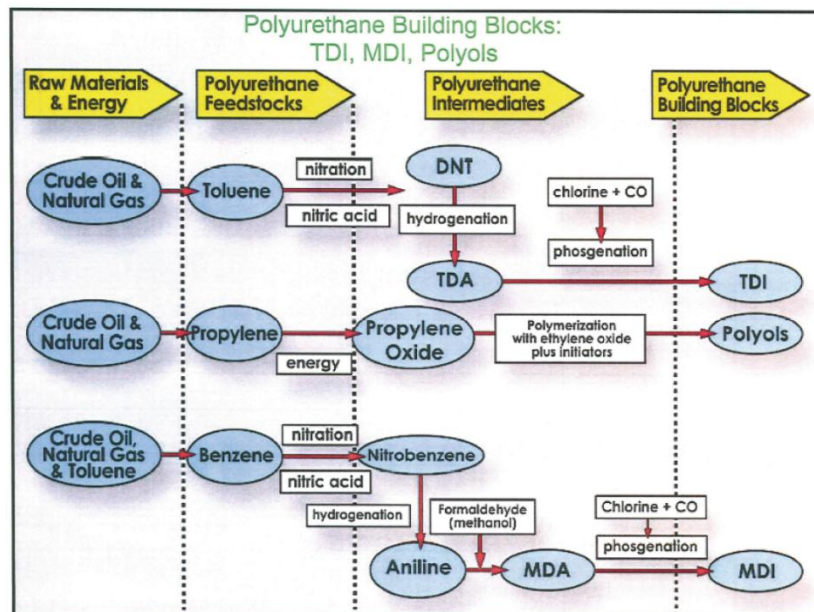 Polyurethane Building Blocks:
TDI, MDI, Polyols
Raw Materials
& Energy
Polyurethane
Feedstocks
Polyurethane
Intermediates
Polyurethane
Building Blocks
Crude Oil &
Natural Gas
Toluene
nitration
nitric acid
DNT
hydrogenation
TDA
chlorine + CO
phosgenation
TDI
Crude Oil &
Natural Gas
Propylene
energy
Propylene
Oxide
Polymerization
with ethylene oxide
plus initiators
Polyols
Crude Oil,
Natural Gas
& Toluene
Benzene
nitration
nitric acid
Nitrobenzene
hydrogenation
Aniline
Formaldehyde
(methanol)
MDA
Chlorine + CO
phosgenation
MDI